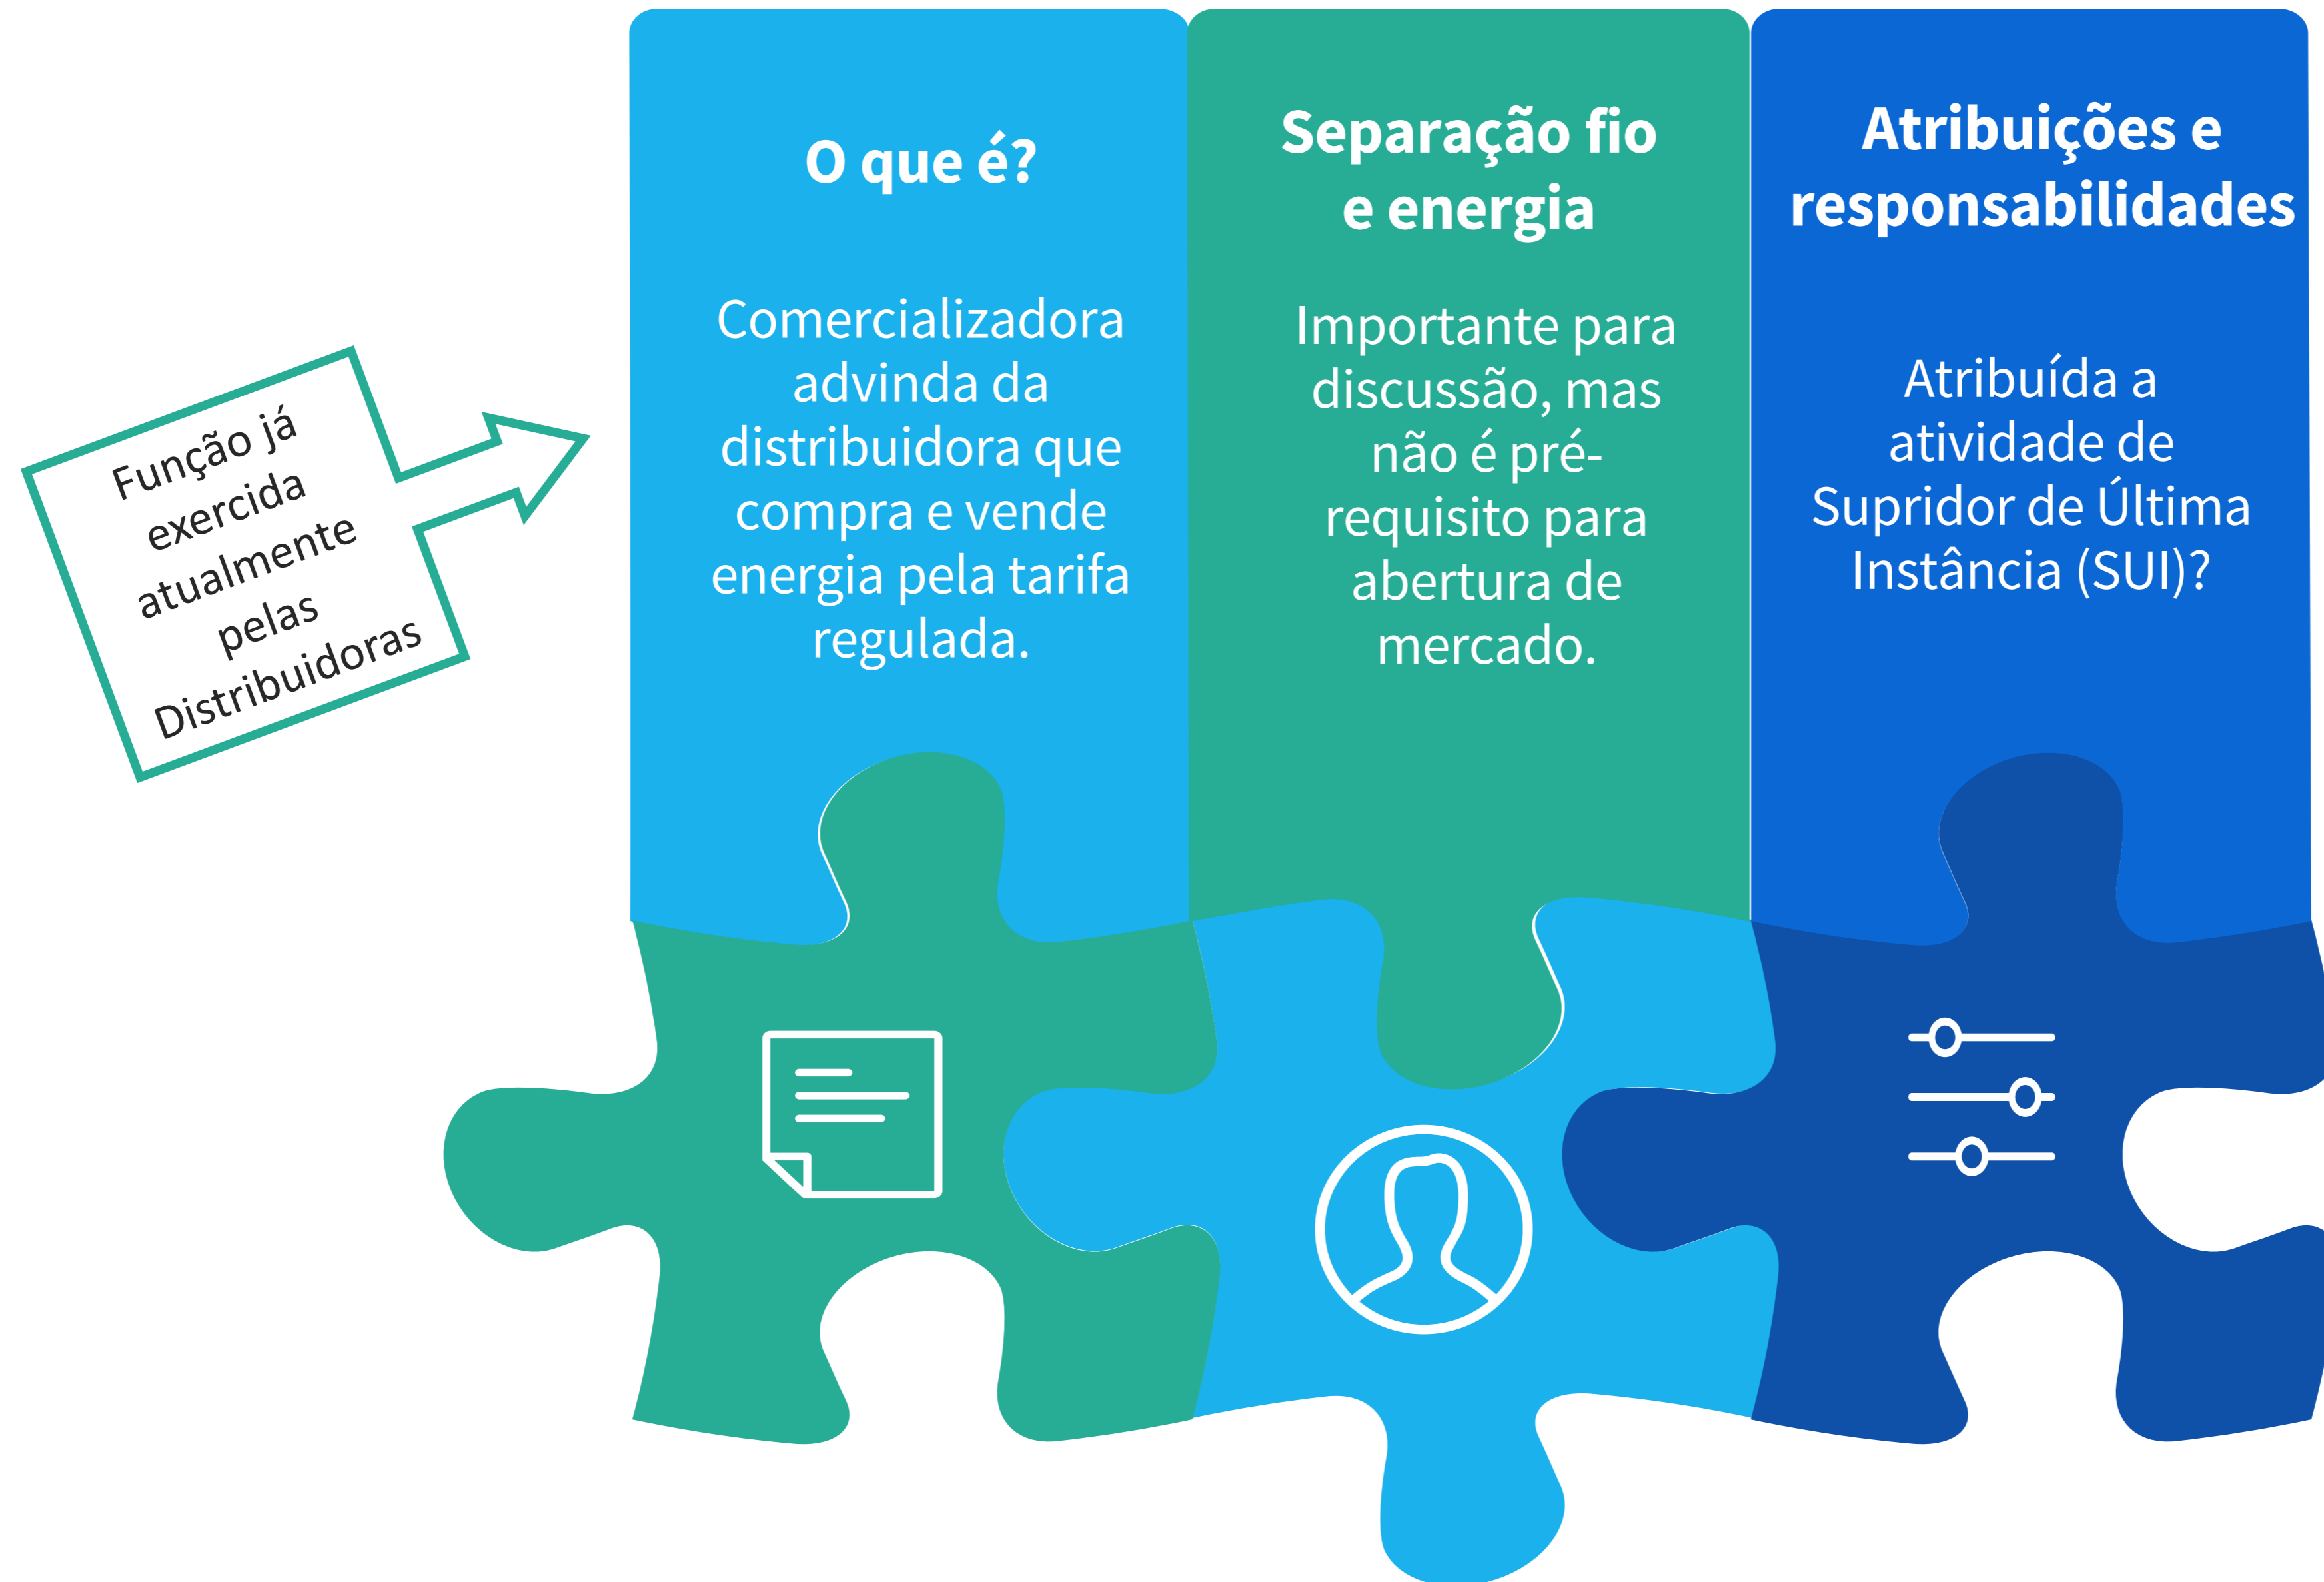 Função já
exercida
atualmente
pelas
Distribuidoras
O que é?
Comercializadora
advinda da
distribuidora que
compra e vende
energia pela tarifa
regulada.
Separação fio
e energia
Importante para
discussão, mas
não é pré-
requisito para
abertura de
mercado.
Atribuições e
responsabilidades
Atribuída a
atividade de
Supridor de Última
Instância (SUI)?